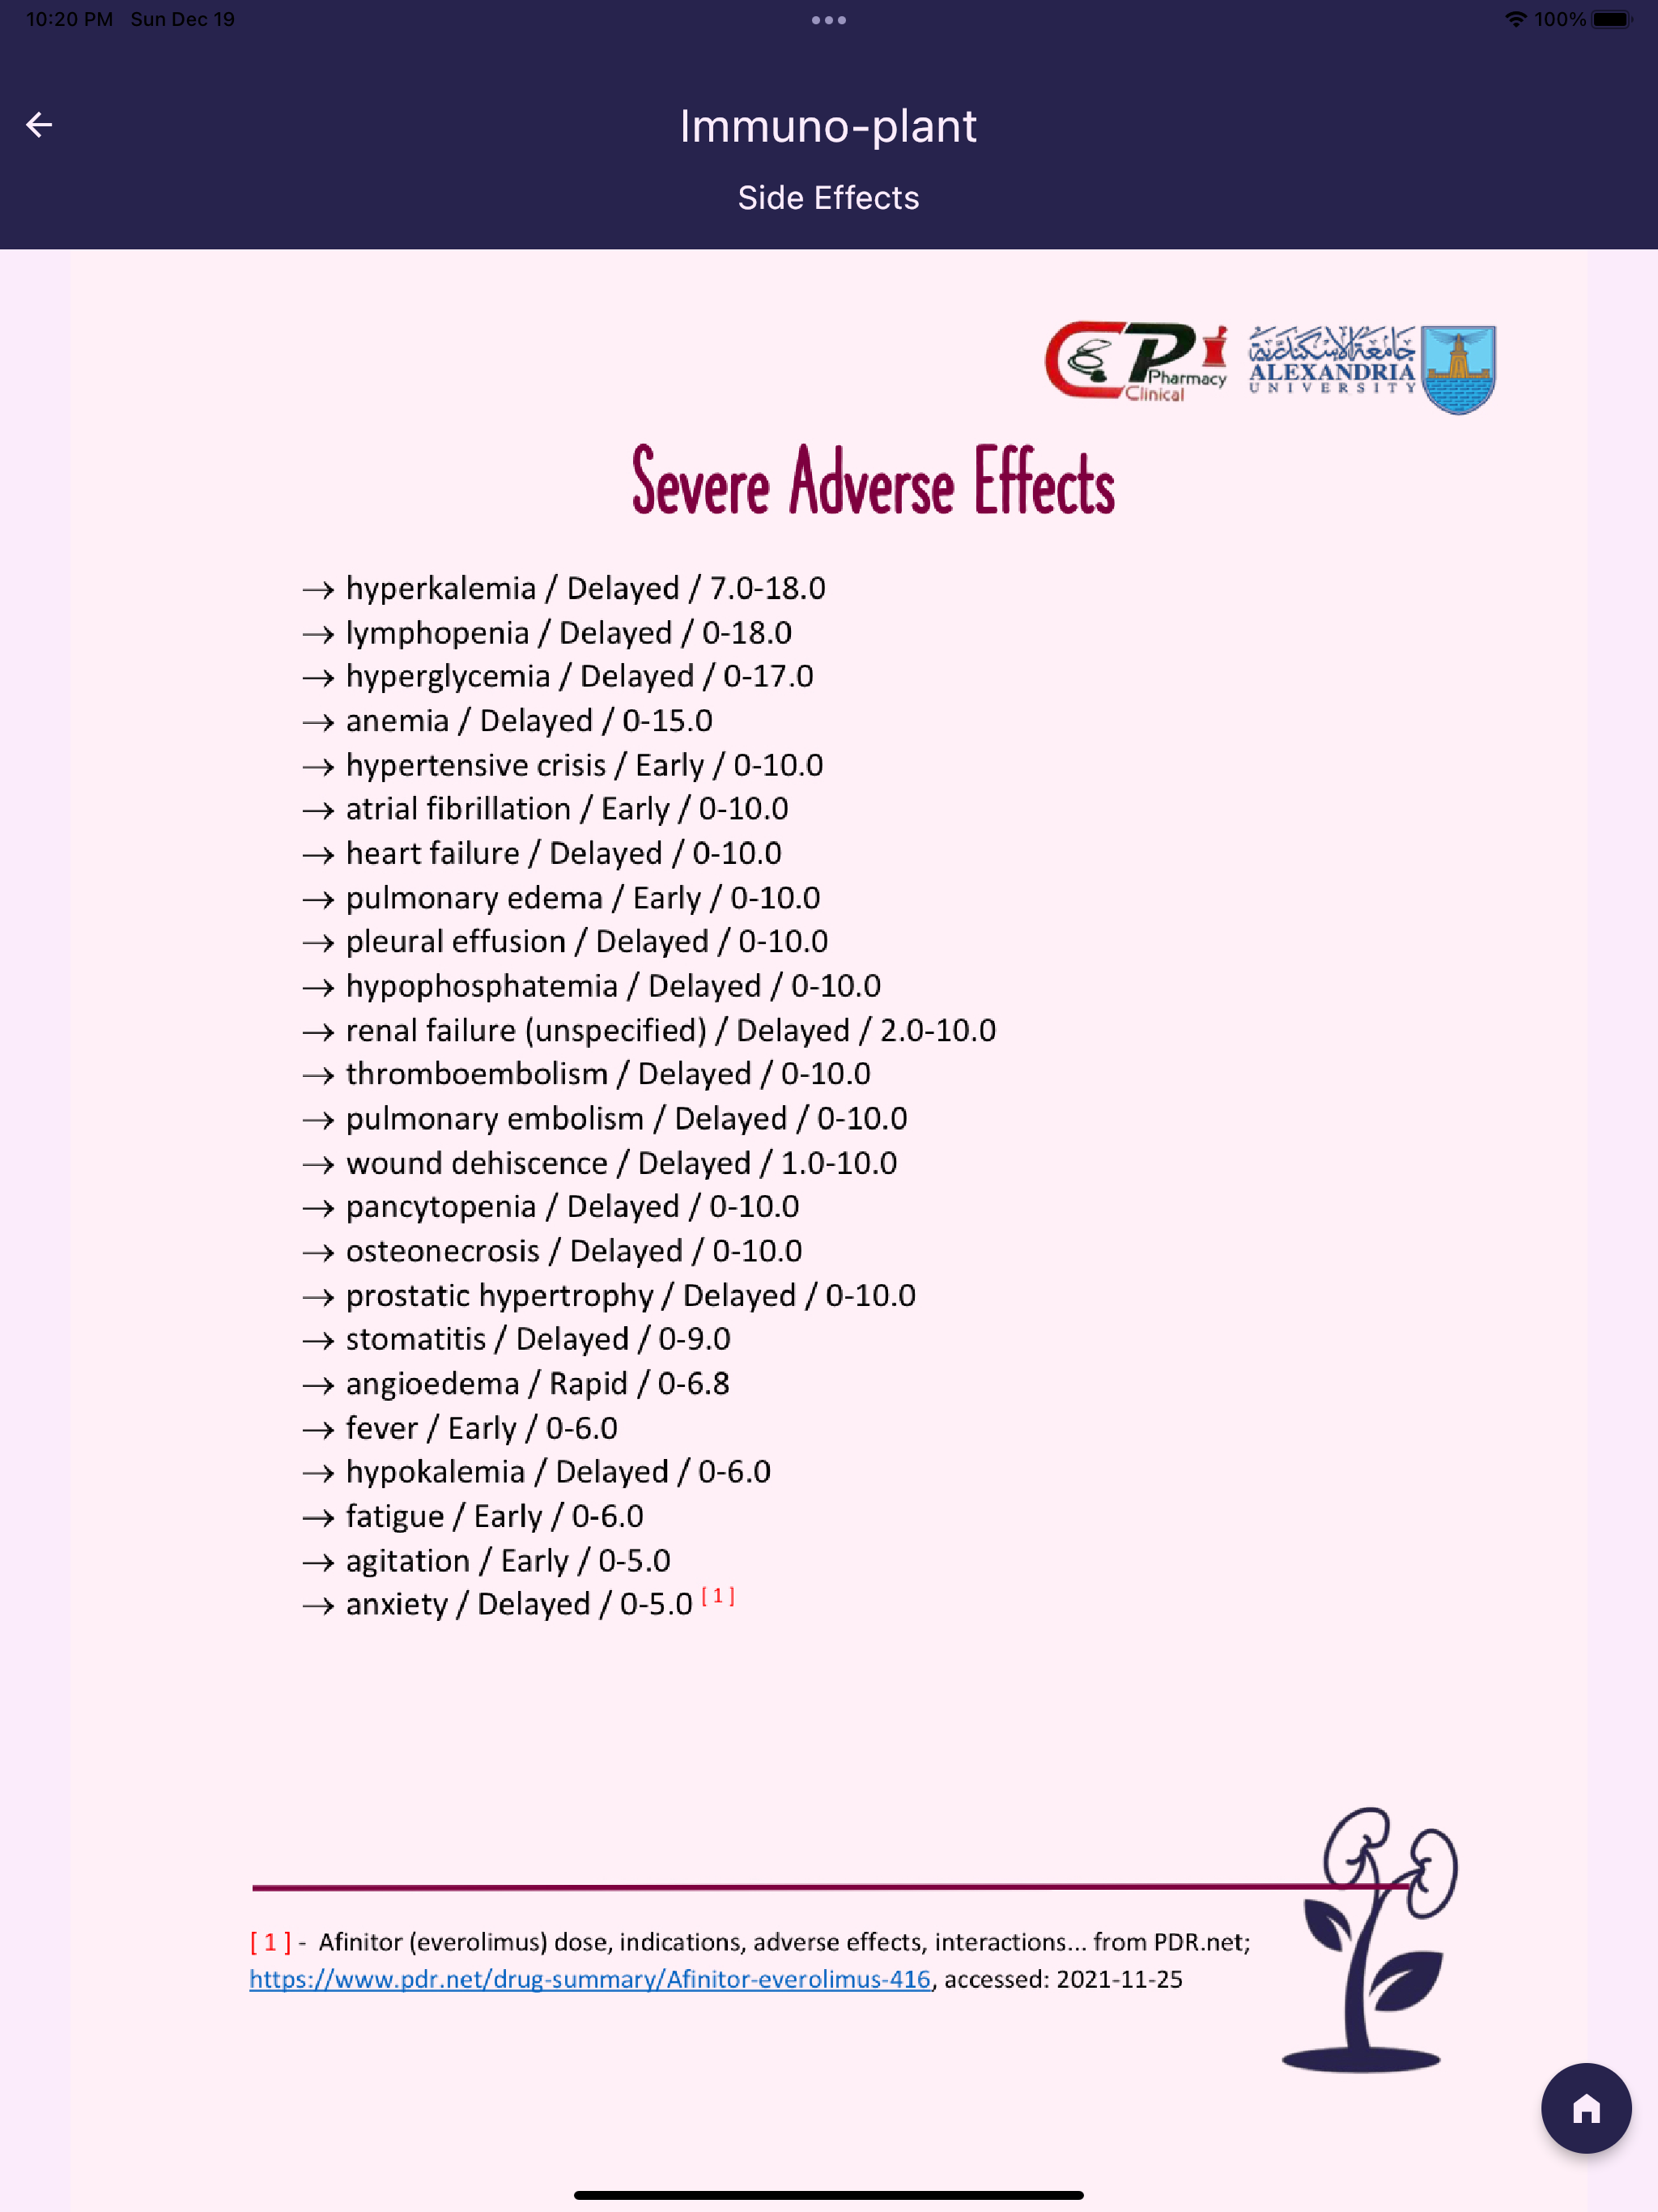 10:20 PM Sun Dec 19
100%
Immuno-plant
Side Effects
CP
Pharmacy
Clinical
جامعة الإسكندرية
ALEXANDRIA
UNIVERSITY
Severe Adverse Effects
→ hyperkalemia / Delayed / 7.0-18.0
→ lymphopenia / Delayed / 0-18.0
→ hyperglycemia / Delayed / 0-17.0
→ anemia / Delayed / 0-15.0
→ hypertensive crisis / Early / 0-10.0
→ atrial fibrillation / Early / 0-10.0
→ heart failure / Delayed / 0-10.0
→ pulmonary edema / Early / 0-10.0
→ pleural effusion / Delayed / 0-10.0
→ hypophosphatemia / Delayed / 0-10.0
→ renal failure (unspecified) / Delayed / 2.0-10.0
→ thromboembolism / Delayed / 0-10.0
→ pulmonary embolism / Delayed / 0-10.0
→ wound dehiscence / Delayed / 1.0-10.0
→ pancytopenia / Delayed / 0-10.0
→ osteonecrosis / Delayed / 0-10.0
→ prostatic hypertrophy / Delayed / 0-10.0
→ stomatitis / Delayed / 0-9.0
→ angioedema / Rapid / 0-6.8
→ fever / Early / 0-6.0
→ hypokalemia / Delayed / 0-6.0
→ fatigue / Early / 0-6.0
→ agitation / Early / 0-5.0
→ anxiety / Delayed / 0-5.0 [1]
[1] - Afinitor (everolimus) dose, indications, adverse effects, interactions... from PDR.net;
https://www.pdr.net/drug-summary/Afinitor-everolimus-416, accessed: 2021-11-25